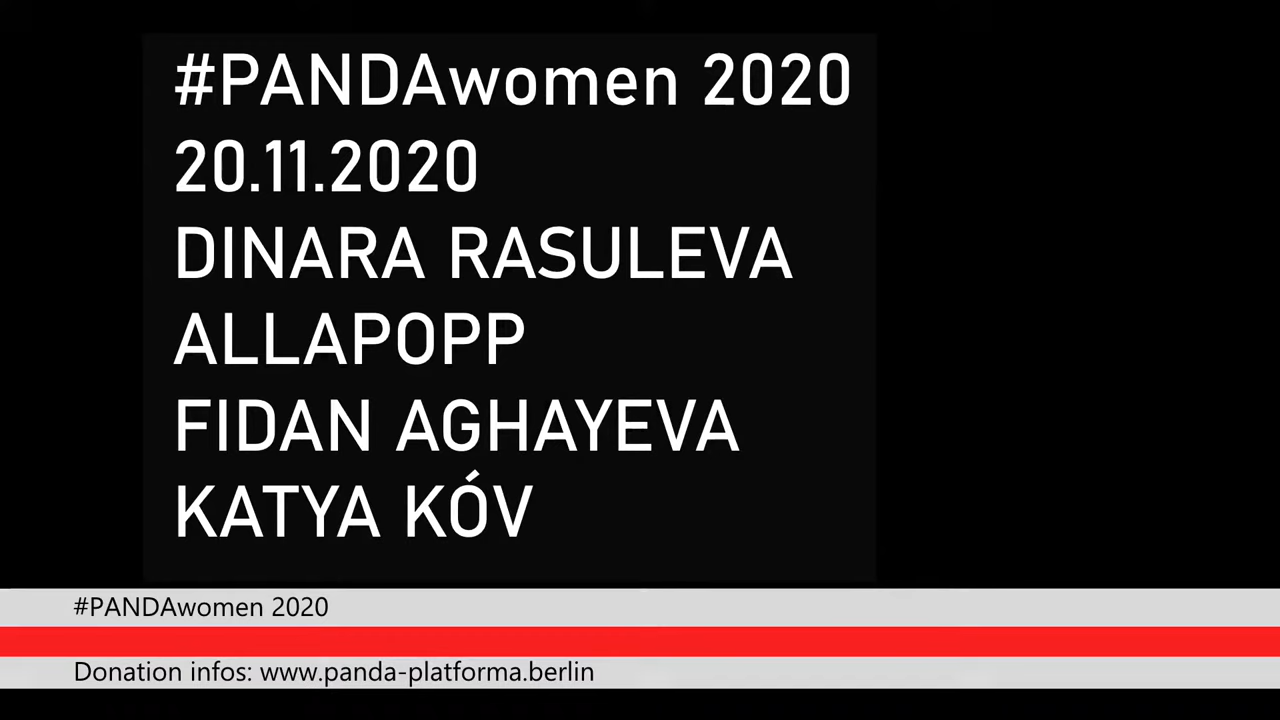 #PANDAwomen 2020
20.11.2020
DINARA RASULEVA
ALLAPOPP
FIDAN AGHAYEVA
KATYA KÓV
#PANDAwomen 2020
Donation infos: www.panda-platforma.berlin